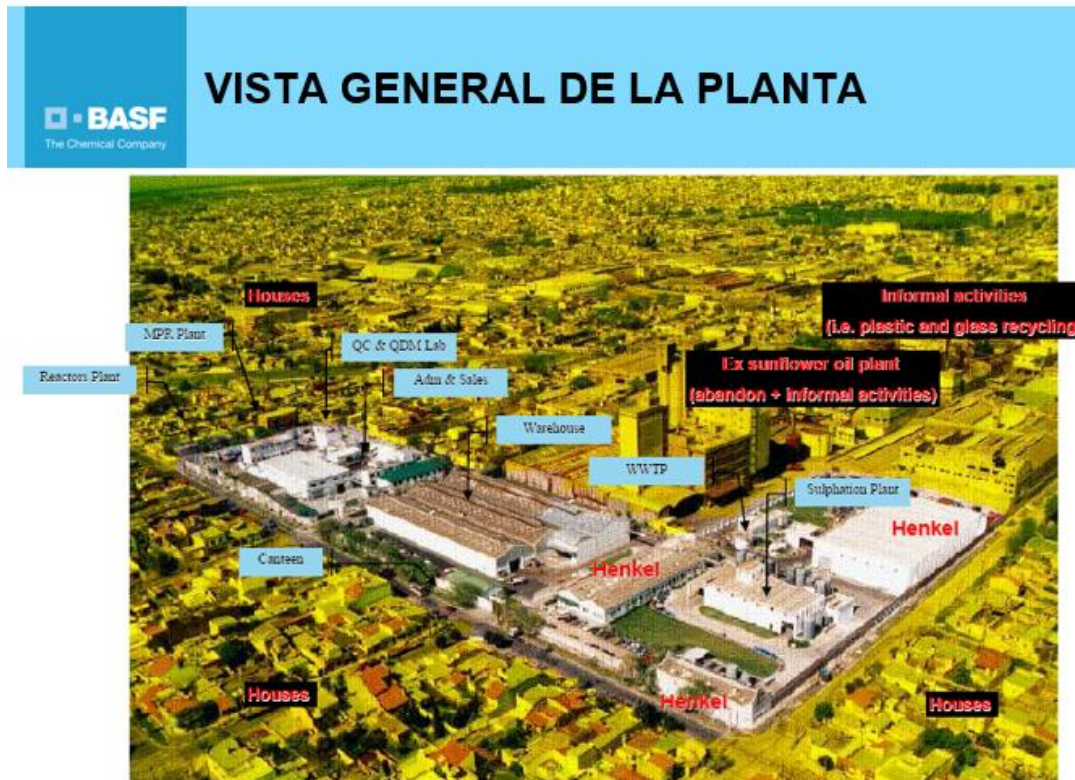 VISTA GENERAL DE LA PLANTA
BASF
The Chemical Company
Houses
Informal activities
(i.e. plastic and glass recycling
MPR Plant
QC & QDM Lab
Ex sunflower oil plant
(abandon + informal activities)
Reactors Plant
Adm & Sales
Warehouse
WWTP
Sulphation Plant
Henkel
Canteen
Henkel
Houses
Henkel
Houses